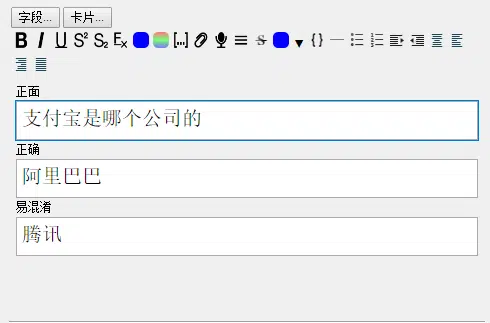 字段... 卡片...
B I U S² S₂ Eₓ [...] S {}
正面
支付宝是哪个公司的
正确
阿里巴巴
易混淆
腾讯